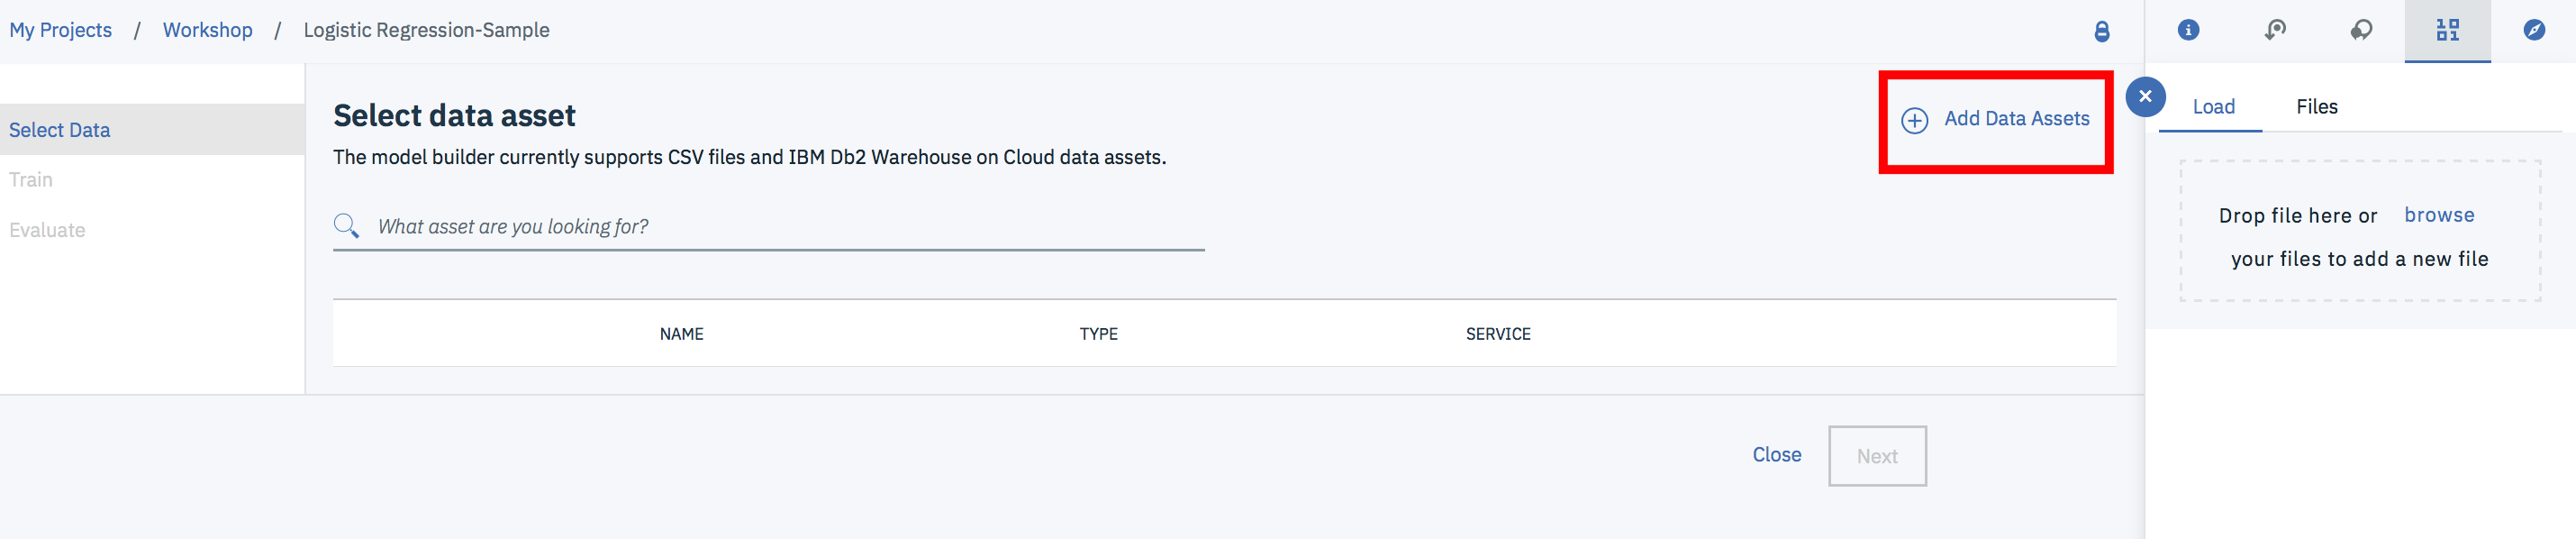 My Projects / Workshop / Logistic Regression-Sample
Select Data
Train
Evaluate
Select data asset
The model builder currently supports CSV files and IBM Db2 Warehouse on Cloud data assets.
Add Data Assets
What asset are you looking for?
NAME TYPE SERVICE
Close Next
Load Files
Drop file here or browse
your files to add a new file